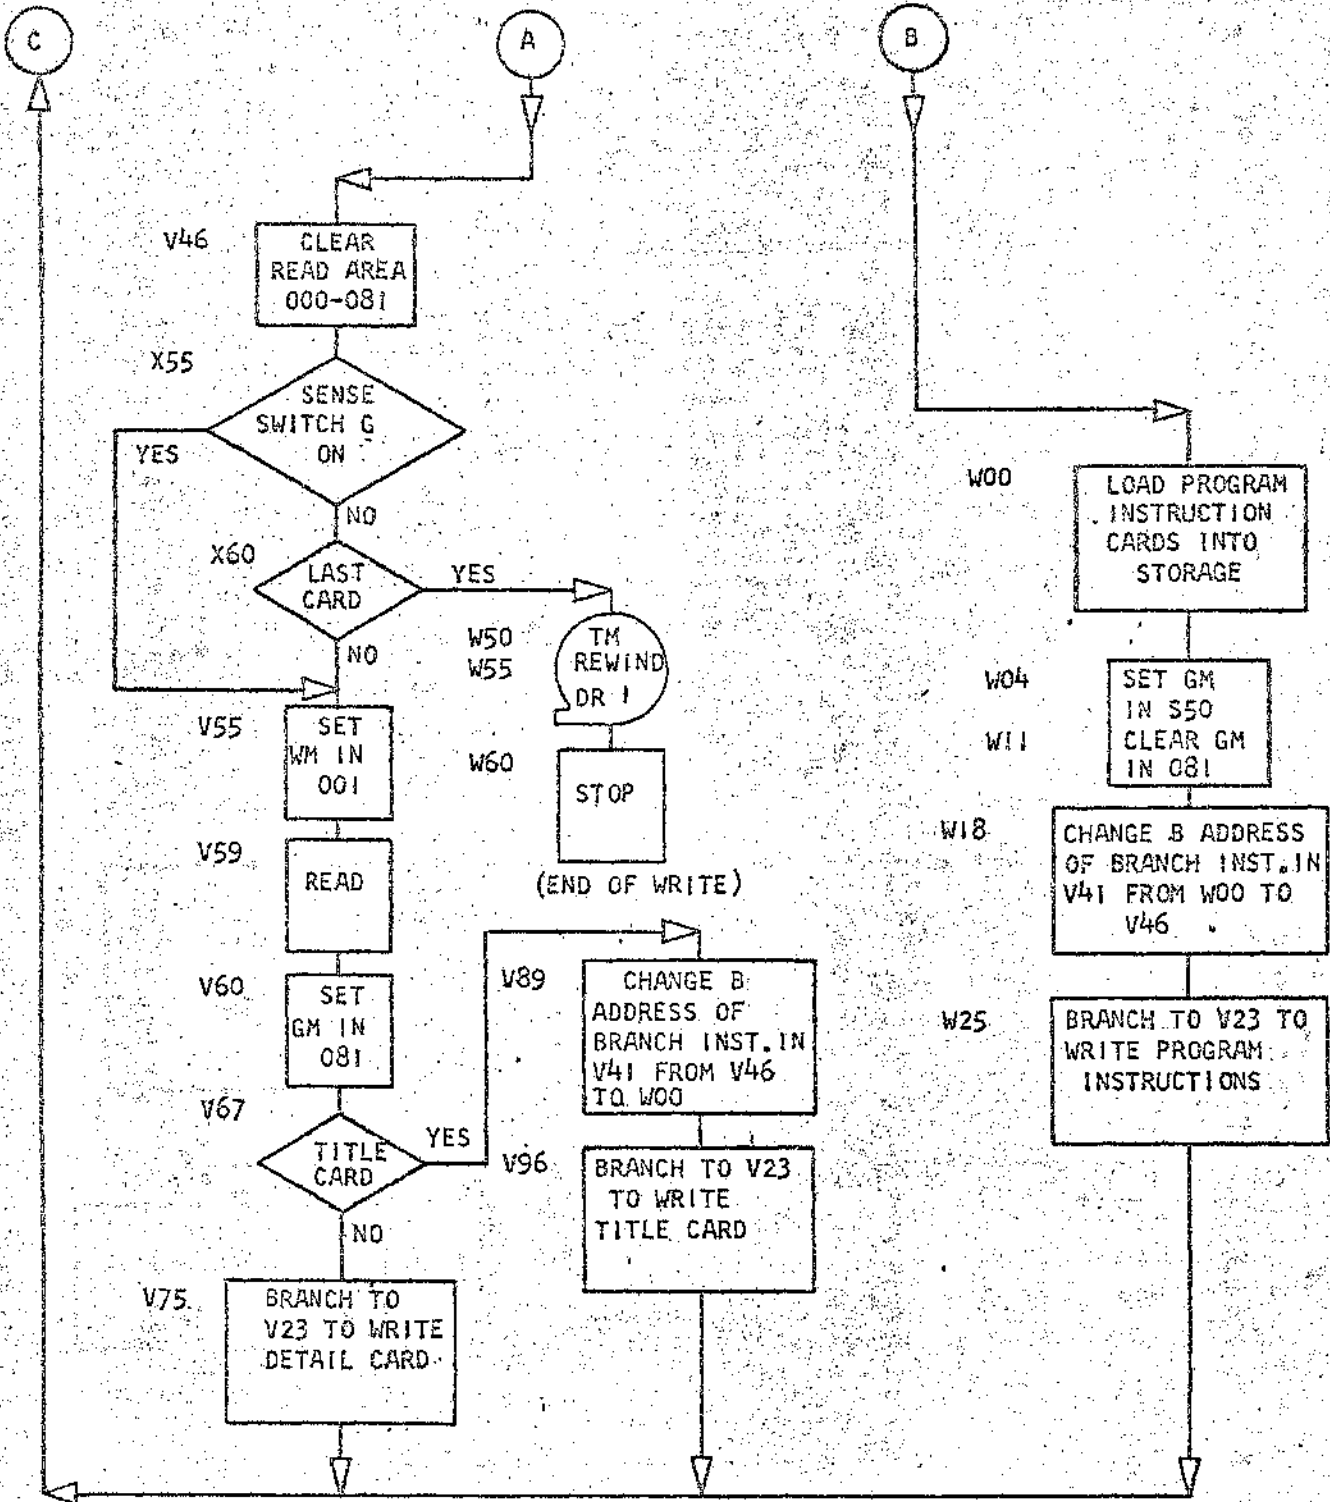 C
A
B
V46
CLEAR
READ AREA
000-081
X55
SENSE
SWITCH G
ON
YES
NO
X60
LAST
CARD
YES
NO
W50
W55
TM
REWIND
DR 1
W60
STOP
(END OF WRITE)
V55
SET
WM IN
001
V59
READ
V60
SET
GM IN
081
V67
TITLE
CARD
YES
NO
V75
BRANCH TO
V23 TO WRITE
DETAIL CARD
V89
CHANGE B
ADDRESS OF
BRANCH INST. IN
V41 FROM V46
TO W00
V96
BRANCH TO V23
TO WRITE
TITLE CARD
W00
LOAD PROGRAM
INSTRUCTION
CARDS INTO
STORAGE
W04
W11
SET GM
IN S50
CLEAR GM
IN 081
W18
CHANGE B ADDRESS
OF BRANCH INST. IN
V41 FROM W00 TO
V46
W25
BRANCH TO V23 TO
WRITE PROGRAM
INSTRUCTIONS